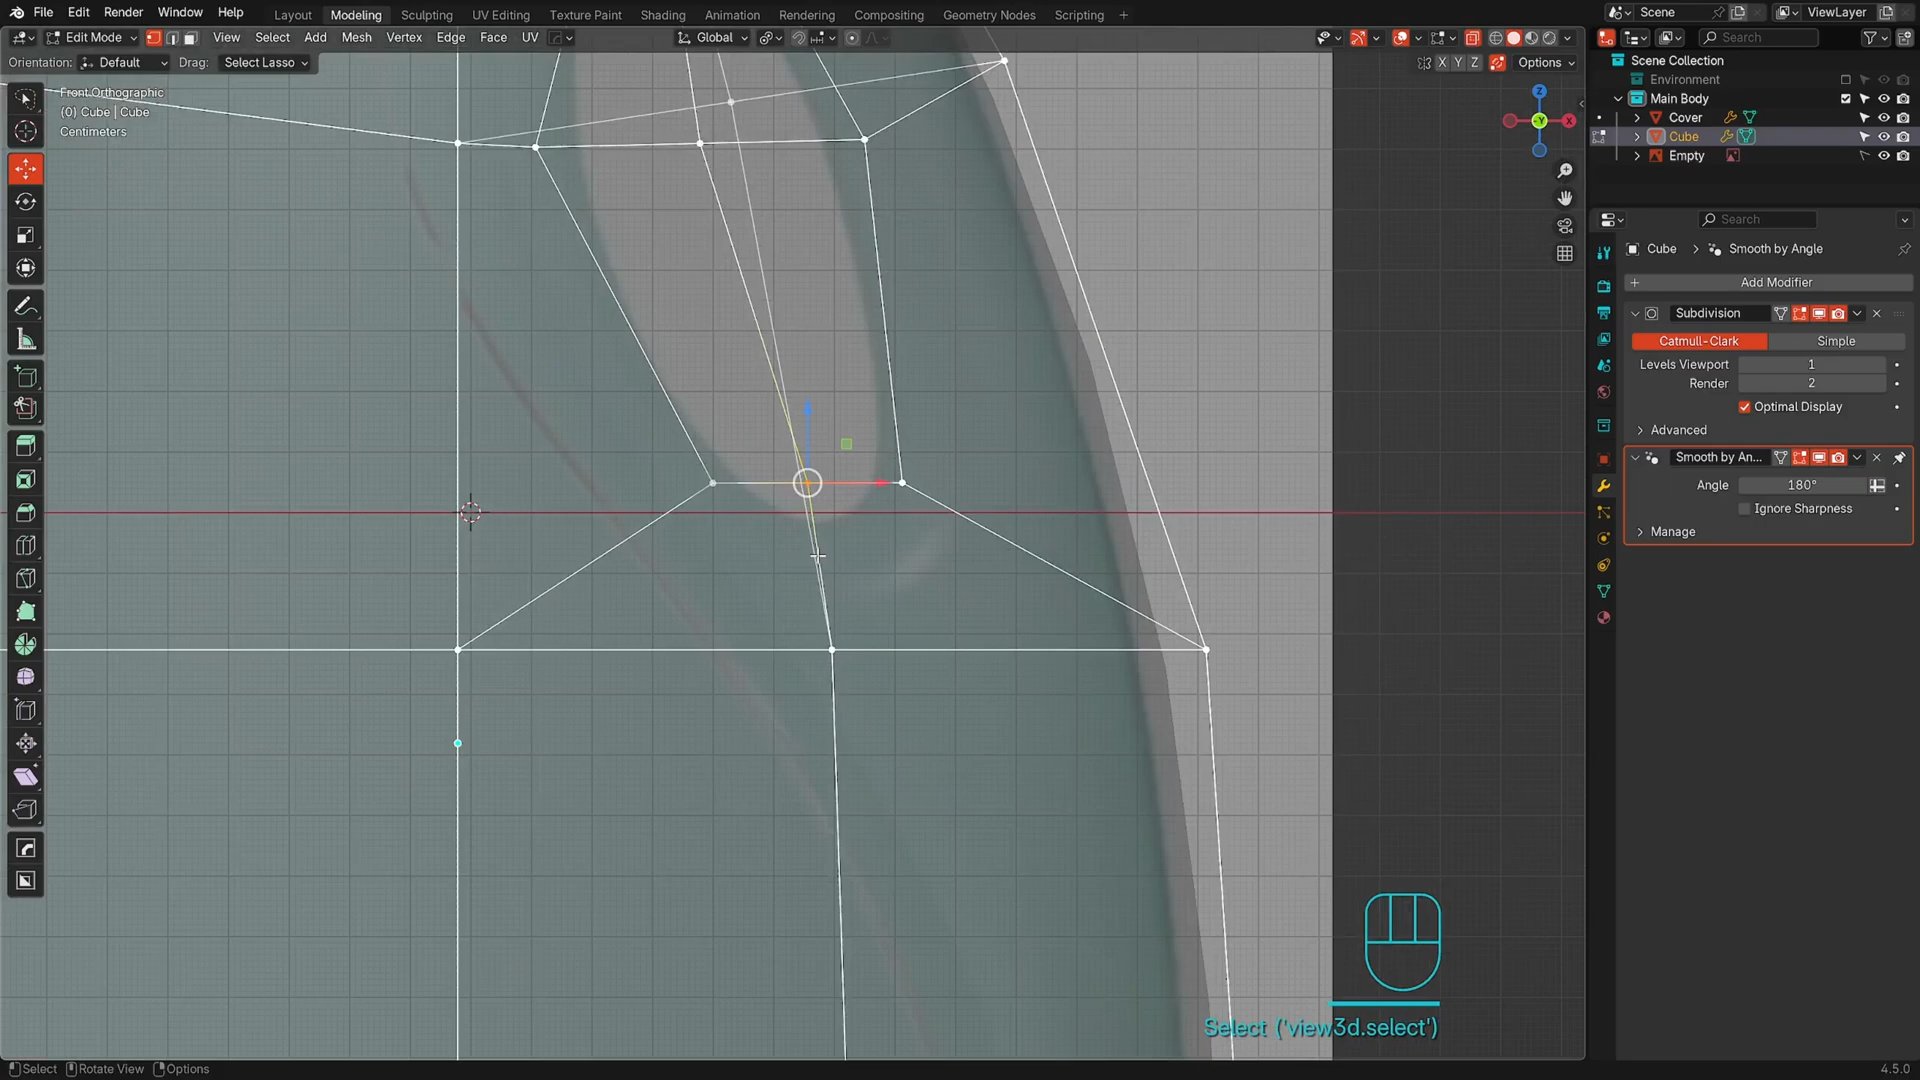 File Edit Render Window Help
Layout Modeling Sculpting UV Editing Texture Paint Shading Animation Rendering Compositing Geometry Nodes Scripting +
Scene
ViewLayer
Edit Mode View Select Add Mesh Vertex Edge Face UV
Global
Search
Orientation: Default Drag: Select Lasso
X Y Z Options
Front Orthographic
(0) Cube | Cube
Centimeters
Z
-Y
X
Scene Collection
Environment
Main Body
Cover
Cube
Empty
Search
Cube > Smooth by Angle
+ Add Modifier
Subdivision
Catmull-Clark Simple
Levels Viewport 1
Render 2
Optimal Display
Advanced
Smooth by An...
Angle 180°
Ignore Sharpness
Manage
Select ('view3d.select')
Select Rotate View Options
4.5.0